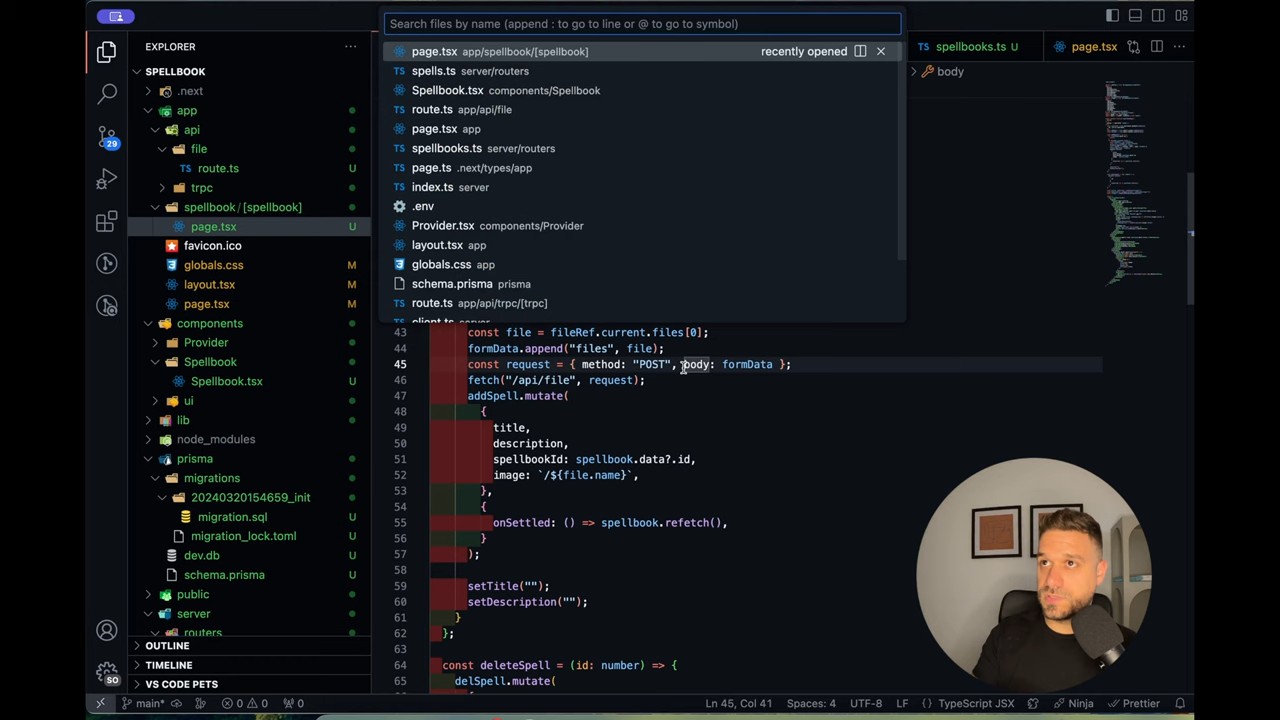 Search files by name (append : to go to line or @ to go to symbol)
EXPLORER
SPELLBOOK
.next
app
api
file
route.ts U
trpc
spellbook / [spellbook]
page.tsx U
favicon.ico
globals.css M
layout.tsx M
page.tsx M
components
Provider
Spellbook
Spellbook.tsx U
ui
lib
node_modules
prisma
migrations
20240320154659_init
migration.sql U
migration_lock.toml U
dev.db U
schema.prisma U
public
server
routers
OUTLINE
TIMELINE
VS CODE PETS
29
SO
page.tsx app/spellbook/[spellbook] recently opened
spells.ts server/routers
Spellbook.tsx components/Spellbook
route.ts app/api/file
page.tsx app
spellbooks.ts server/routers
page.ts .next/types/app
index.ts server
.env
Provider.tsx components/Provider
layout.tsx app
globals.css app
schema.prisma prisma
route.ts app/api/trpc/[trpc]
client.ts server
spellbooks.ts U
page.tsx
body
43 const file = fileRef.current.files[0];
44 formData.append("files", file);
45 const request = { method: "POST", body: formData };
46 fetch("/api/file", request);
47 addSpell.mutate(
48 {
49 title,
50 description,
51 spellbookId: spellbook.data?.id,
52 image: `/${file.name}`,
53 },
54 {
55 onSettled: () => spellbook.refetch(),
56 }
57 );
58
59 setTitle("");
60 setDescription("");
61 }
62 };
63
64 const deleteSpell = (id: number) => {
65 delSpell.mutate(
main* 0 0 0 Ln 45, Col 41 Spaces: 4 UTF-8 LF {} TypeScript JSX Ninja Prettier